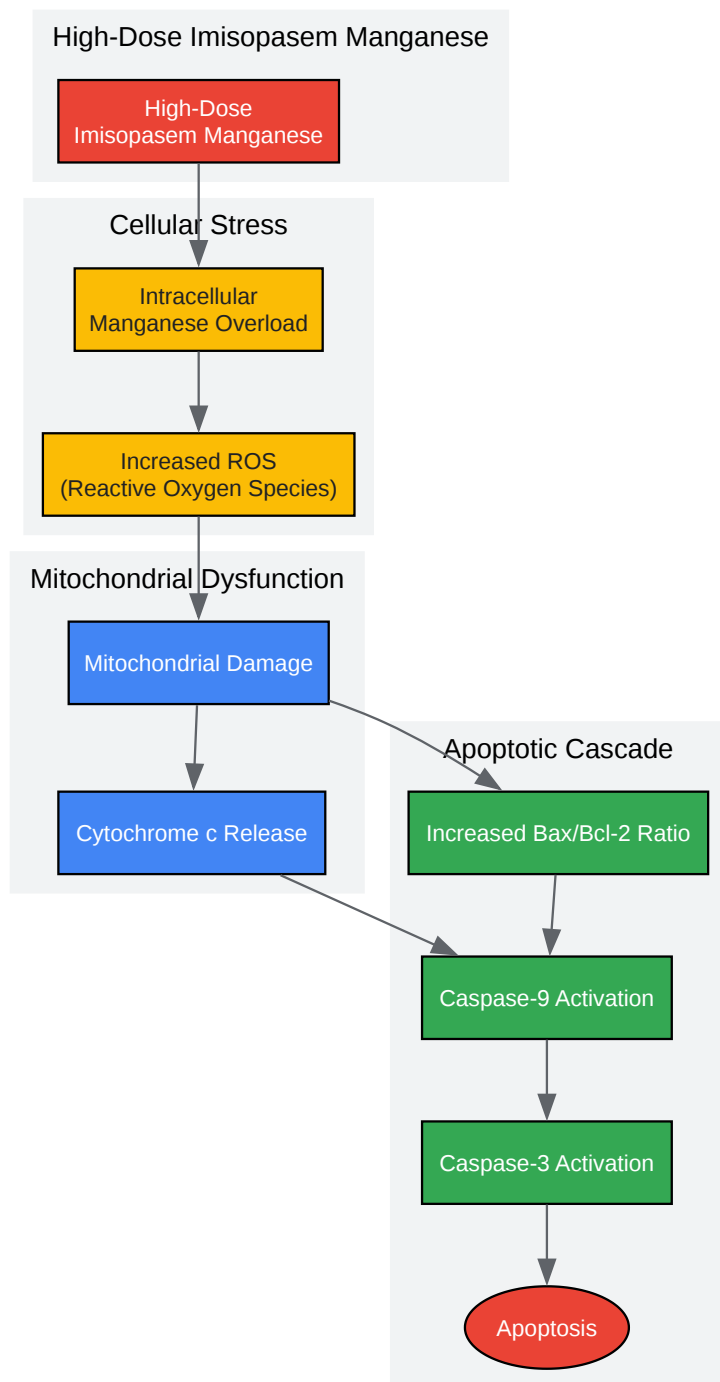 High-Dose Imisopasem Manganese
High-Dose
Imisopasem Manganese
Cellular Stress
Intracellular
Manganese Overload
Increased ROS
(Reactive Oxygen Species)
Mitochondrial Dysfunction
Mitochondrial Damage
Cytochrome c Release
Apoptotic Cascade
Increased Bax/Bcl-2 Ratio
Caspase-9 Activation
Caspase-3 Activation
Apoptosis